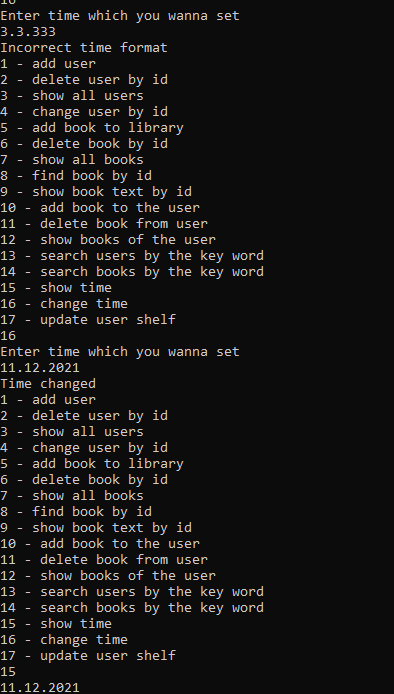 16
Enter time which you wanna set
3.3.333
Incorrect time format
1 - add user
2 - delete user by id
3 - show all users
4 - change user by id
5 - add book to library
6 - delete book by id
7 - show all books
8 - find book by id
9 - show book text by id
10 - add book to the user
11 - delete book from user
12 - show books of the user
13 - search users by the key word
14 - search books by the key word
15 - show time
16 - change time
17 - update user shelf
16
Enter time which you wanna set
11.12.2021
Time changed
1 - add user
2 - delete user by id
3 - show all users
4 - change user by id
5 - add book to library
6 - delete book by id
7 - show all books
8 - find book by id
9 - show book text by id
10 - add book to the user
11 - delete book from user
12 - show books of the user
13 - search users by the key word
14 - search books by the key word
15 - show time
16 - change time
17 - update user shelf
15
11.12.2021